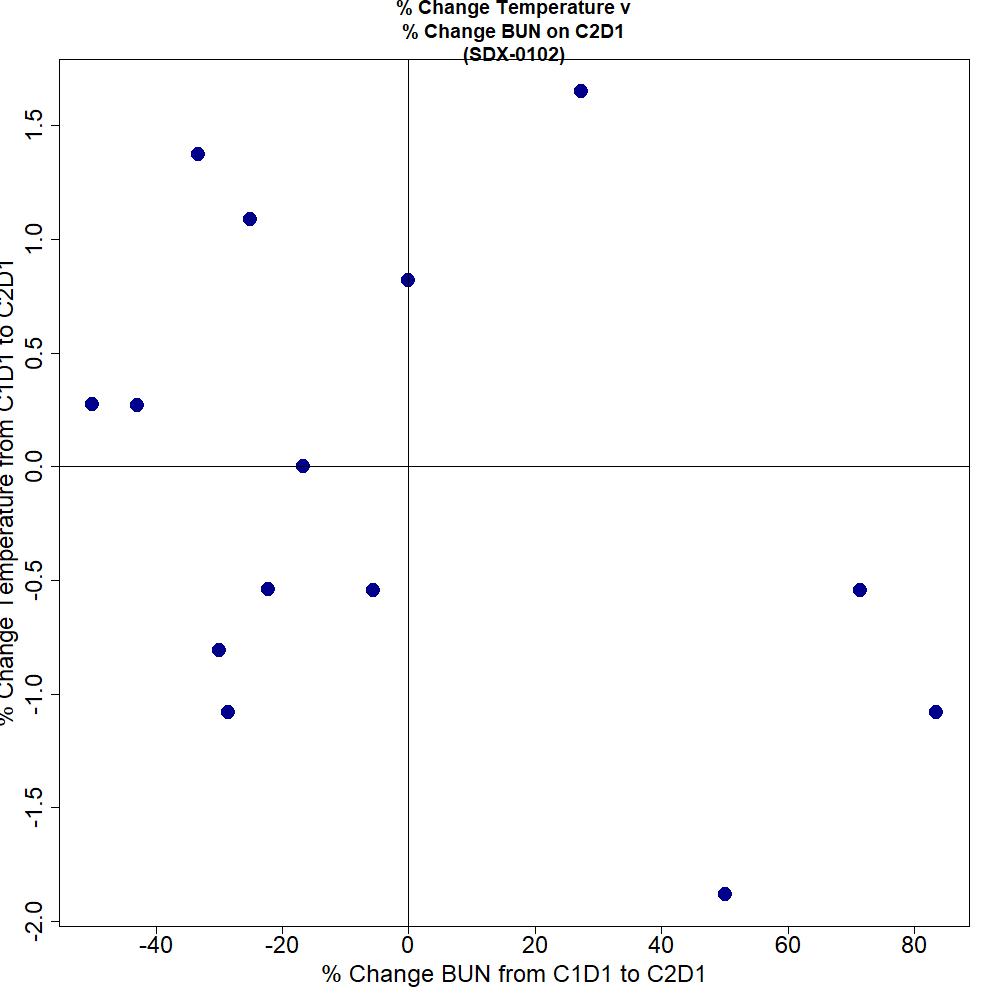 % Change Temperature v
% Change BUN on C2D1
(SDX-0102)
% Change Temperature from C1D1 to C2D1
1.5
1.0
0.5
0.0
-0.5
-1.0
-1.5
-2.0
-40 -20 0 20 40 60 80
% Change BUN from C1D1 to C2D1